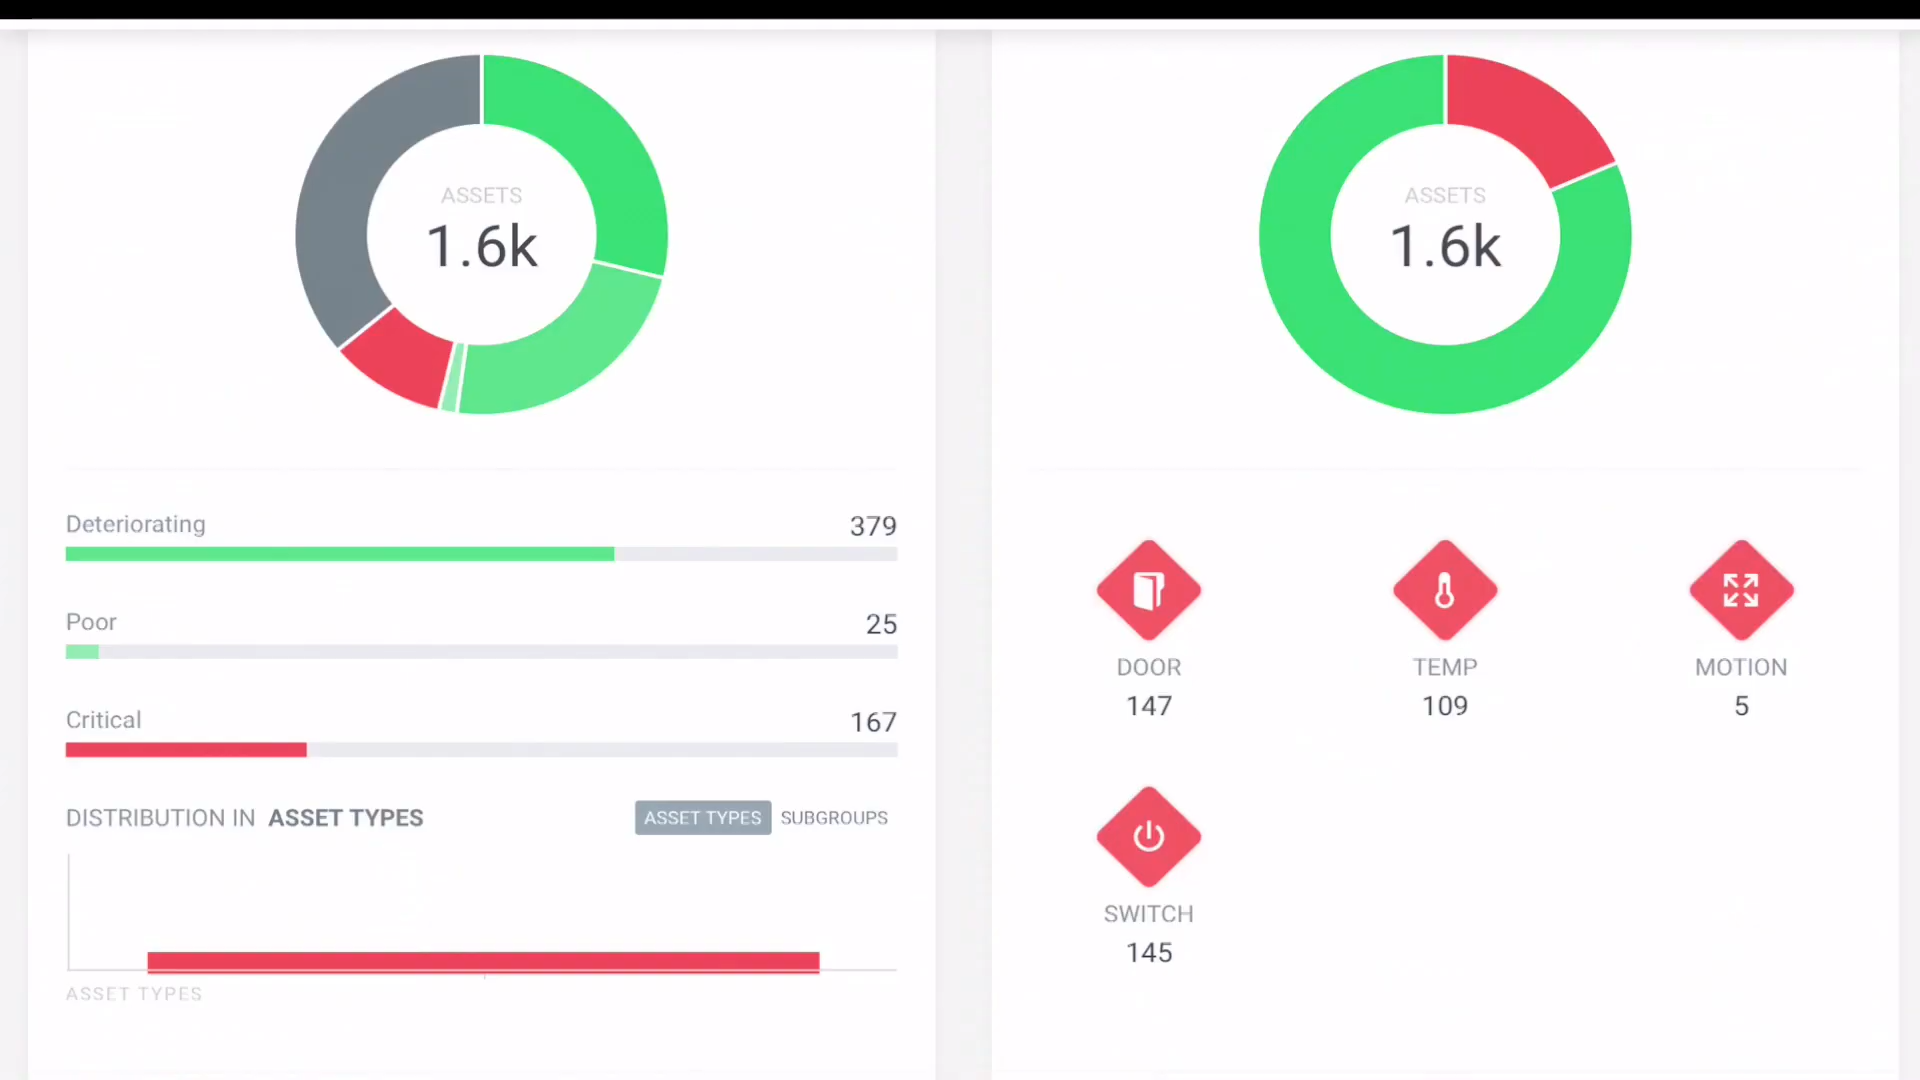 ASSETS
1.6k
Deteriorating 379
Poor 25
Critical 167
DISTRIBUTION IN ASSET TYPES
ASSET TYPES SUBGROUPS
ASSET TYPES
ASSETS
1.6k
DOOR
147
TEMP
109
MOTION
5
SWITCH
145